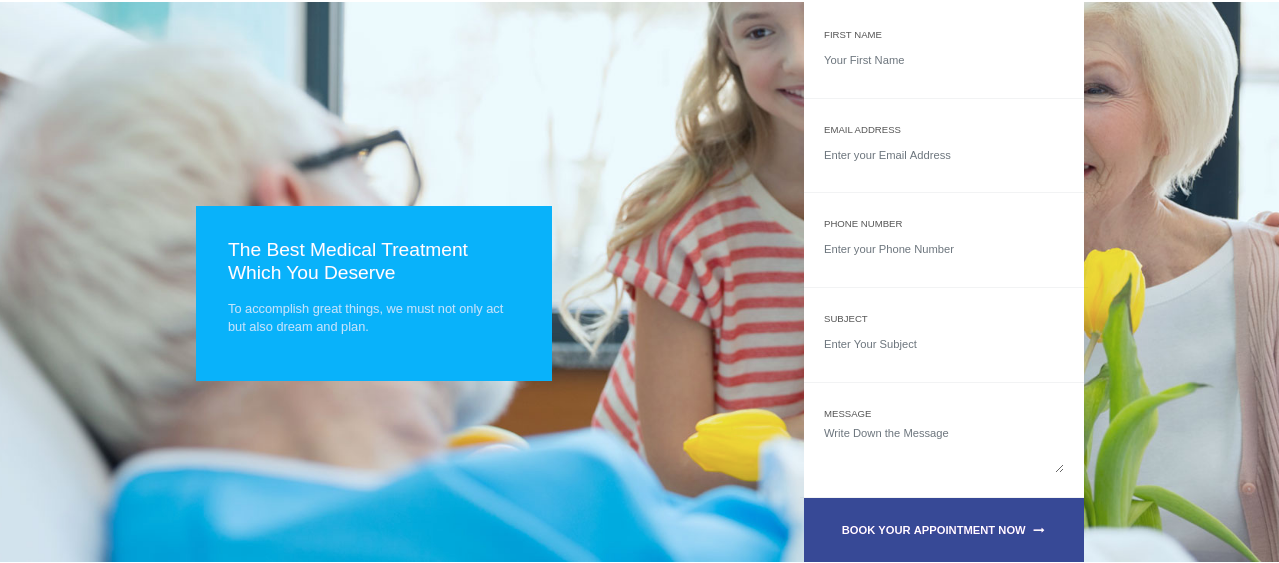 The Best Medical Treatment
Which You Deserve
To accomplish great things, we must not only act
but also dream and plan.
FIRST NAME
Your First Name
EMAIL ADDRESS
Enter your Email Address
PHONE NUMBER
Enter your Phone Number
SUBJECT
Enter Your Subject
MESSAGE
Write Down the Message
BOOK YOUR APPOINTMENT NOW →